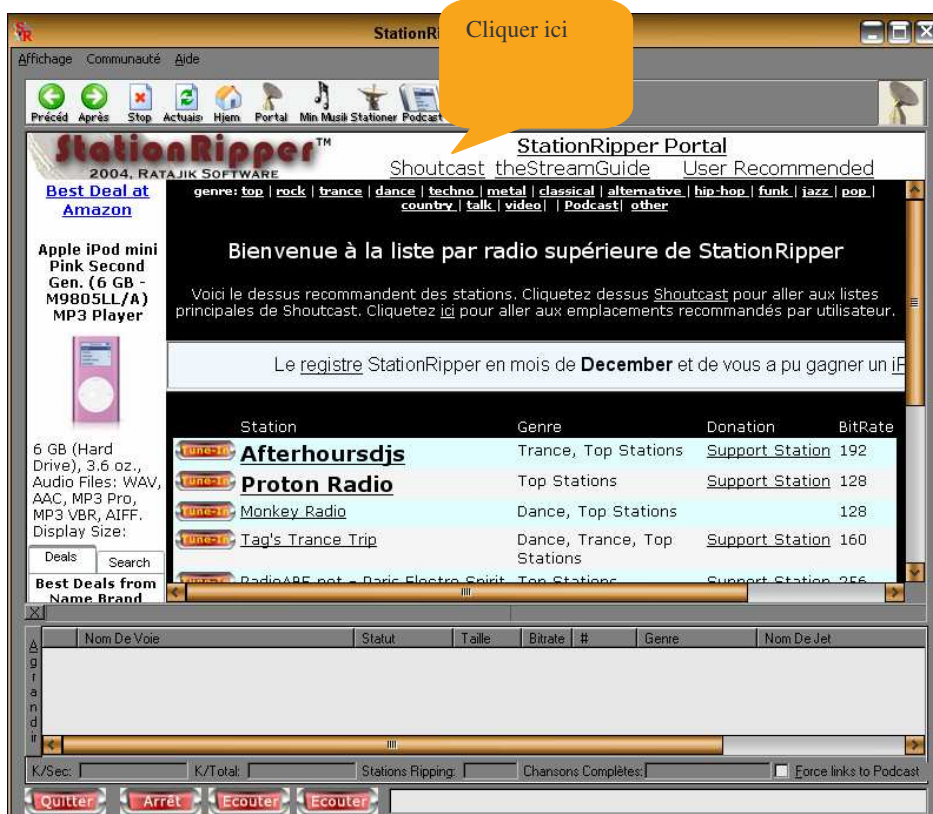 StationRi
Cliquer ici
Affichage Communauté Aide
Précéd Après Stop Actuais Hjem Portal Min Musik Stationer Podcast
StationRipper™
2004, RATAJIK SOFTWARE
StationRipper Portal
Shoutcast theStreamGuide User Recommended
Best Deal at
Amazon
Apple iPod mini
Pink Second
Gen. (6 GB -
M9805LL/A)
MP3 Player
6 GB (Hard
Drive), 3.6 oz.,
Audio Files: WAV,
AAC, MP3 Pro,
MP3 VBR, AIFF.
Display Size:
Deals Search
Best Deals from
Name Brand
genre: top | rock | trance | dance | techno | metal | classical | alternative | hip-hop | funk | jazz | pop |
country | talk | video| | Podcast| other
Bienvenue à la liste par radio supérieure de StationRipper
Voici le dessus recommandent des stations. Cliquetez dessus Shoutcast pour aller aux listes
principales de Shoutcast. Cliquetez ici pour aller aux emplacements recommandés par utilisateur.
Le registre StationRipper en mois de December et de vous a pu gagner un iP
Station Genre Donation BitRate
Tune-In Afterhoursdjs Trance, Top Stations Support Station 192
Tune-In Proton Radio Top Stations Support Station 128
Tune-In Monkey Radio Dance, Top Stations 128
Tune-In Tag's Trance Trip Dance, Trance, Top Support Station 160
Stations
RadioABF.net - Paris Electro Spirit Top Stations Support Station 256
X
Agrandir
Nom De Voie Statut Taille Bitrate # Genre Nom De Jet
K/Sec: K/Total: Stations Ripping: Chansons Complètes: Force links to Podcast
Quitter Arrêt Ecouter Ecouter